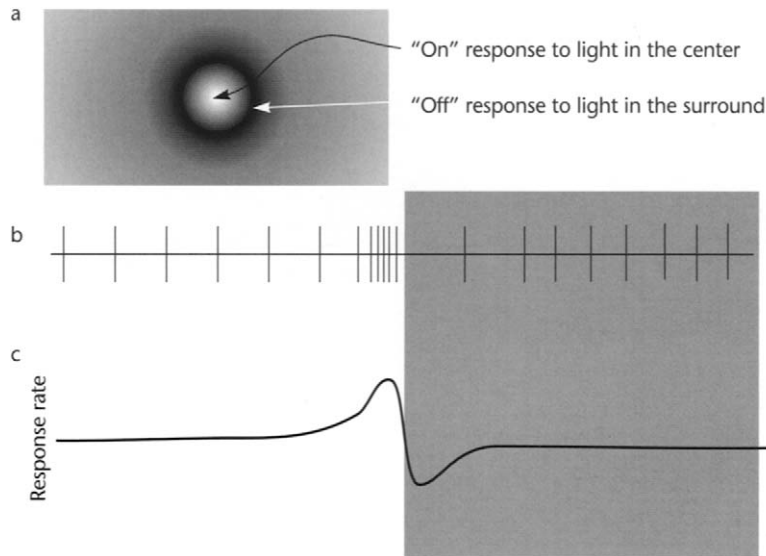 a
“On” response to light in the center
“Off” response to light in the surround
b
c
Response rate